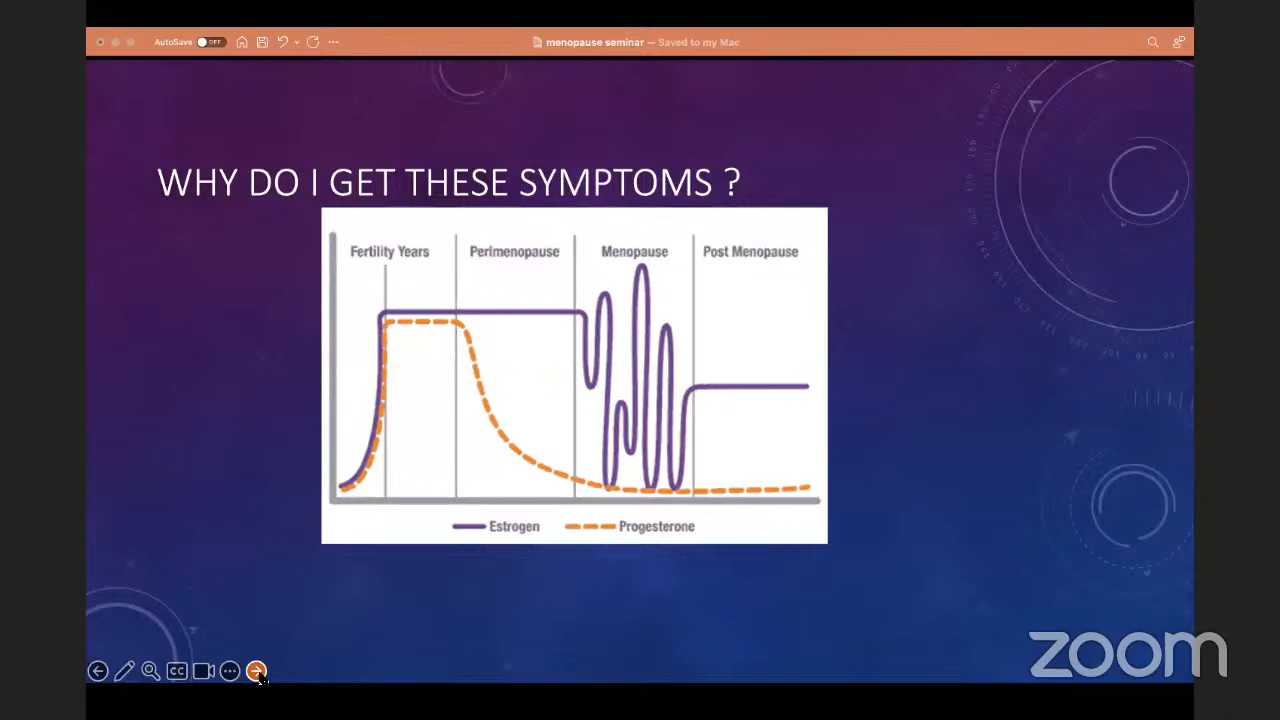 AutoSave OFF
menopause seminar — Saved to my Mac
WHY DO I GET THESE SYMPTOMS ?
Fertility Years Perimenopause Menopause Post Menopause
Estrogen Progesterone
CC
zoom